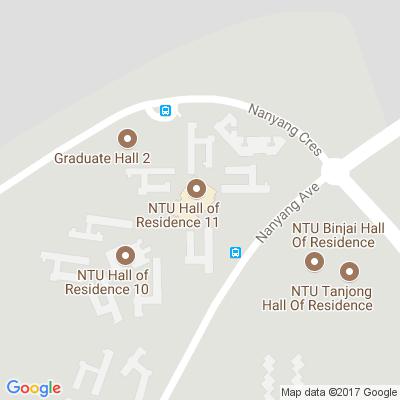 Nanyang Cres
Graduate Hall 2
NTU Hall of
Residence 11
Nanyang Ave
NTU Binjai Hall
Of Residence
NTU Hall of
Residence 10
NTU Tanjong
Hall Of Residence
Google
Map data ©2017 Google